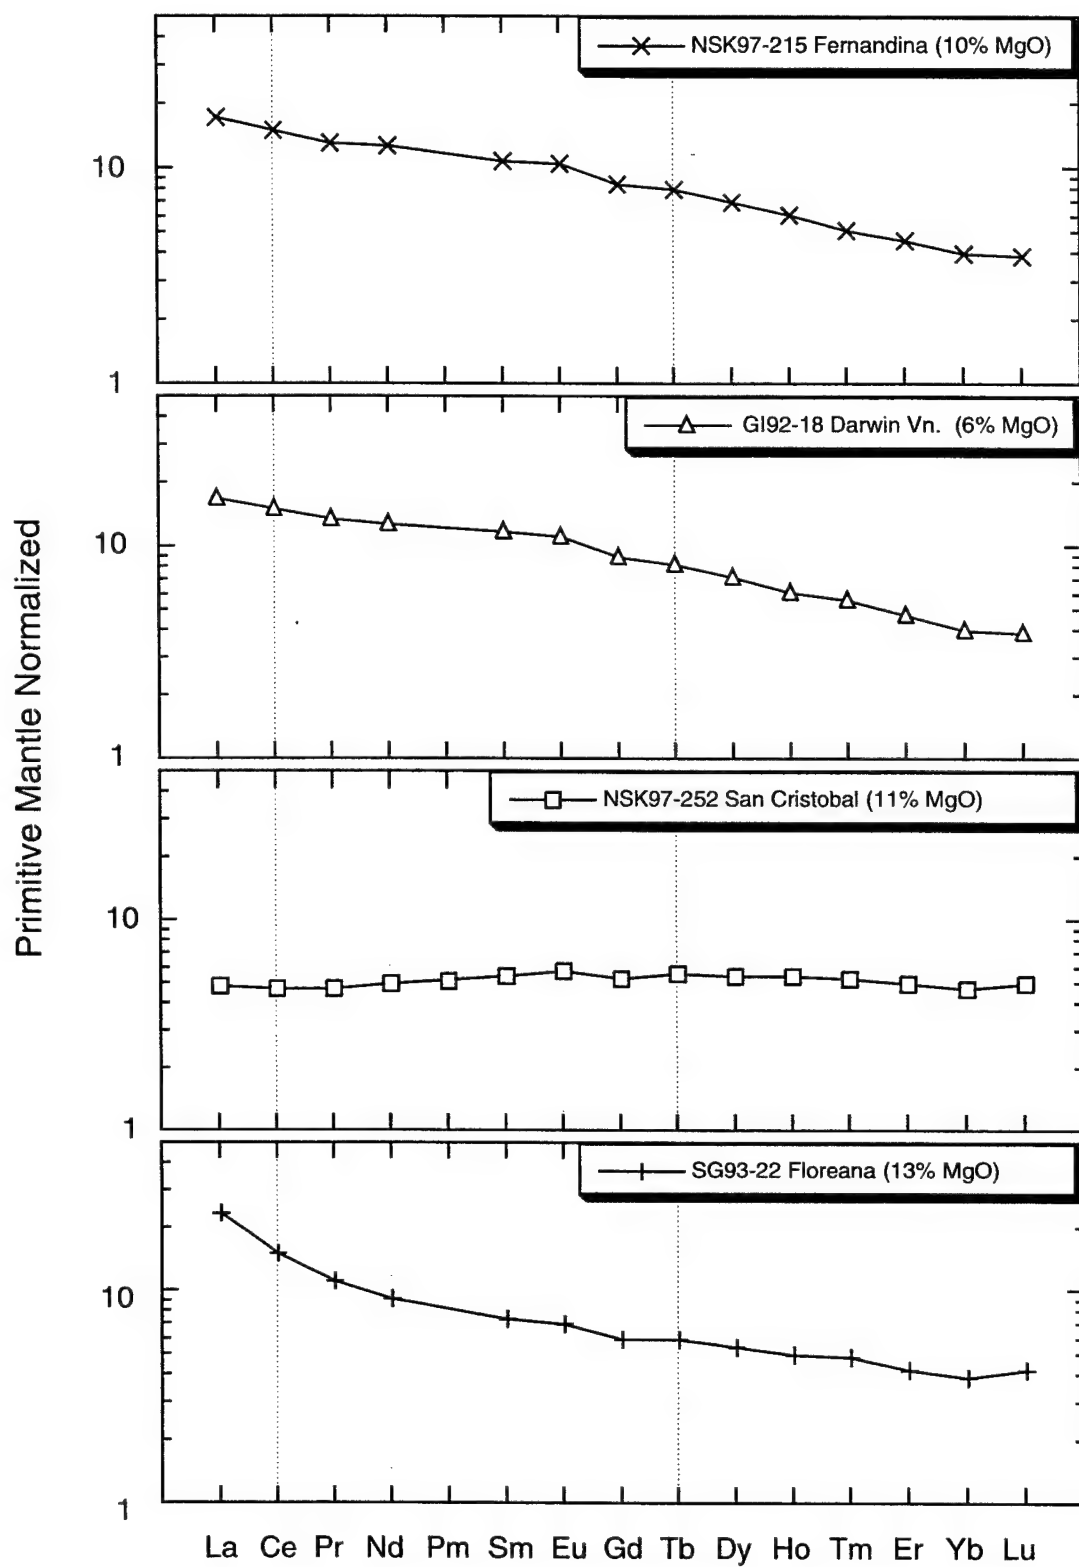 NSK97-215 Fernandina (10% MgO)
10
1
GI92-18 Darwin Vn. (6% MgO)
10
1
Primitive Mantle Normalized
NSK97-252 San Cristobal (11% MgO)
10
1
SG93-22 Floreana (13% MgO)
10
1
La Ce Pr Nd Pm Sm Eu Gd Tb Dy Ho Tm Er Yb Lu